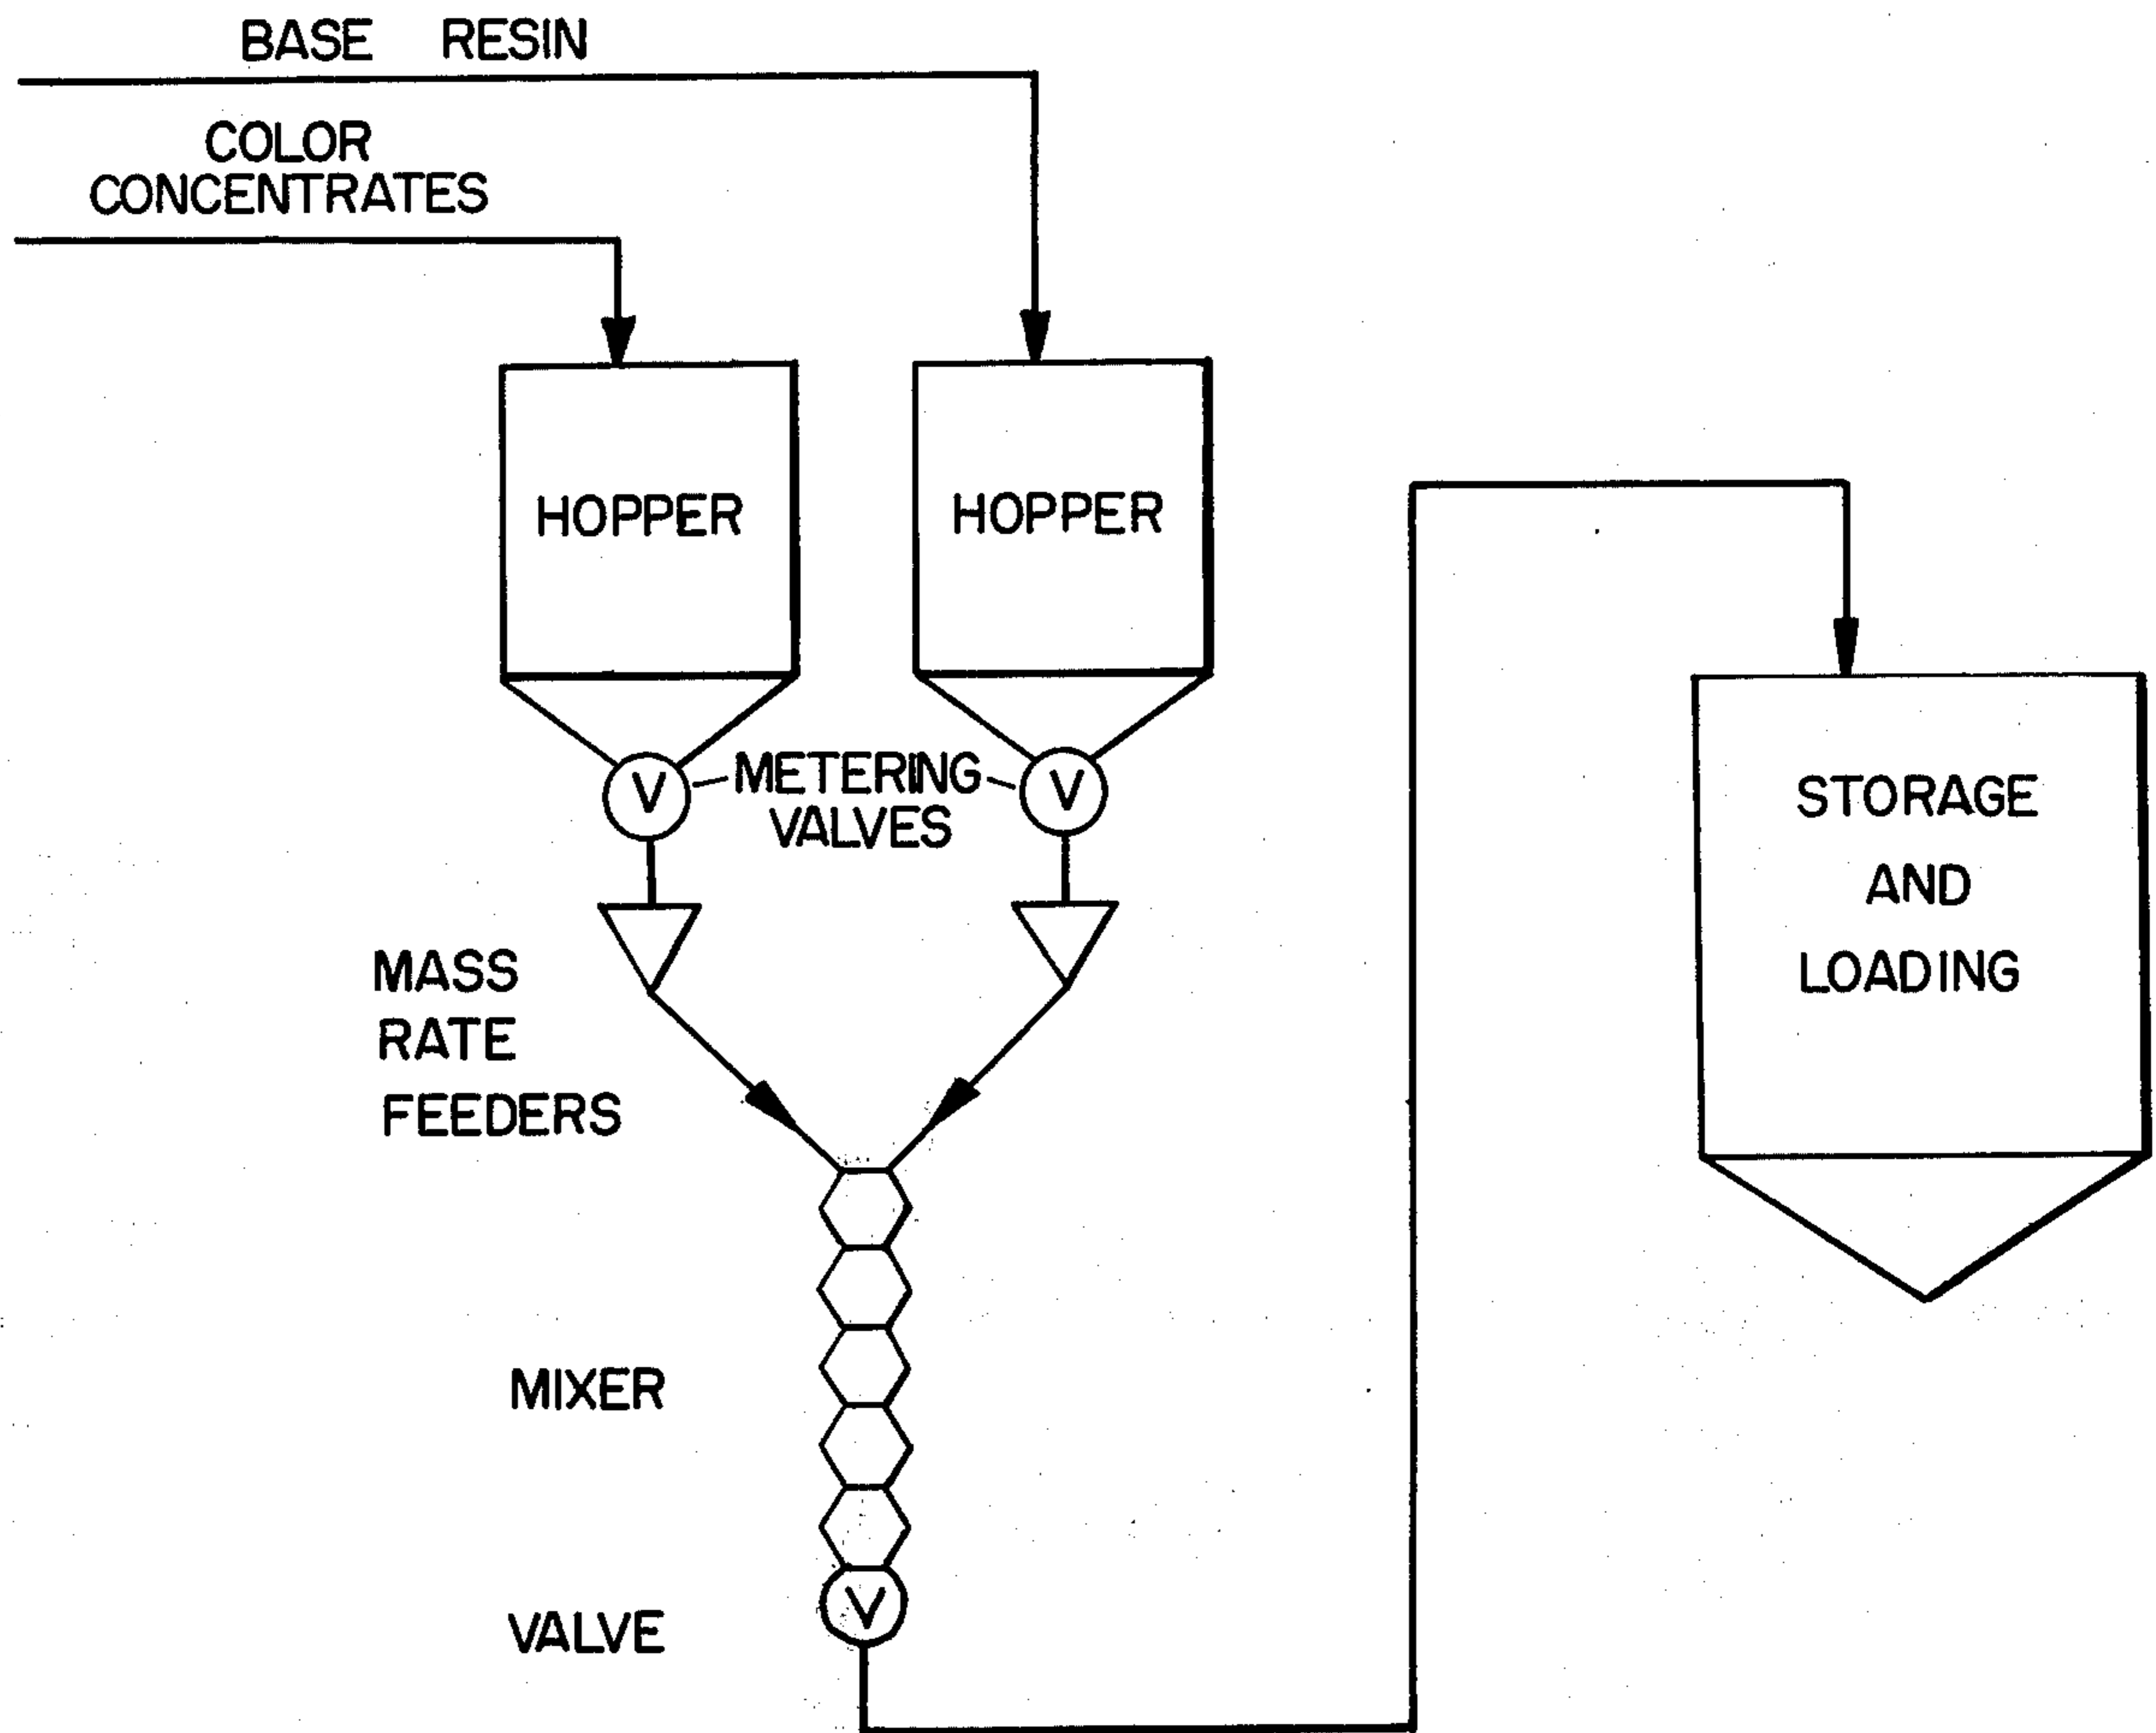 BASE RESIN
COLOR
CONCENTRATES
HOPPER
HOPPER
V
METERING
VALVES
V
STORAGE
AND
LOADING
MASS
RATE
FEEDERS
MIXER
VALVE
V